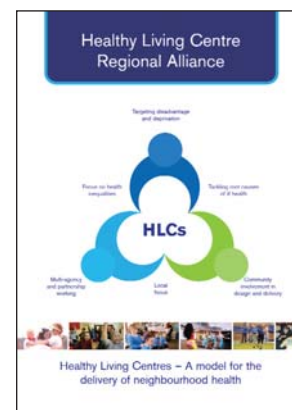 Healthy Living Centre
Regional Alliance
Targeting disadvantage
and deprivation
Focus on health
inequalities
Tackling root causes
of ill health
HLCs
Multi-agency
and partnership
working
Local
focus
Community
involvement in
design and delivery
Healthy Living Centres – A model for the
delivery of neighbourhood health